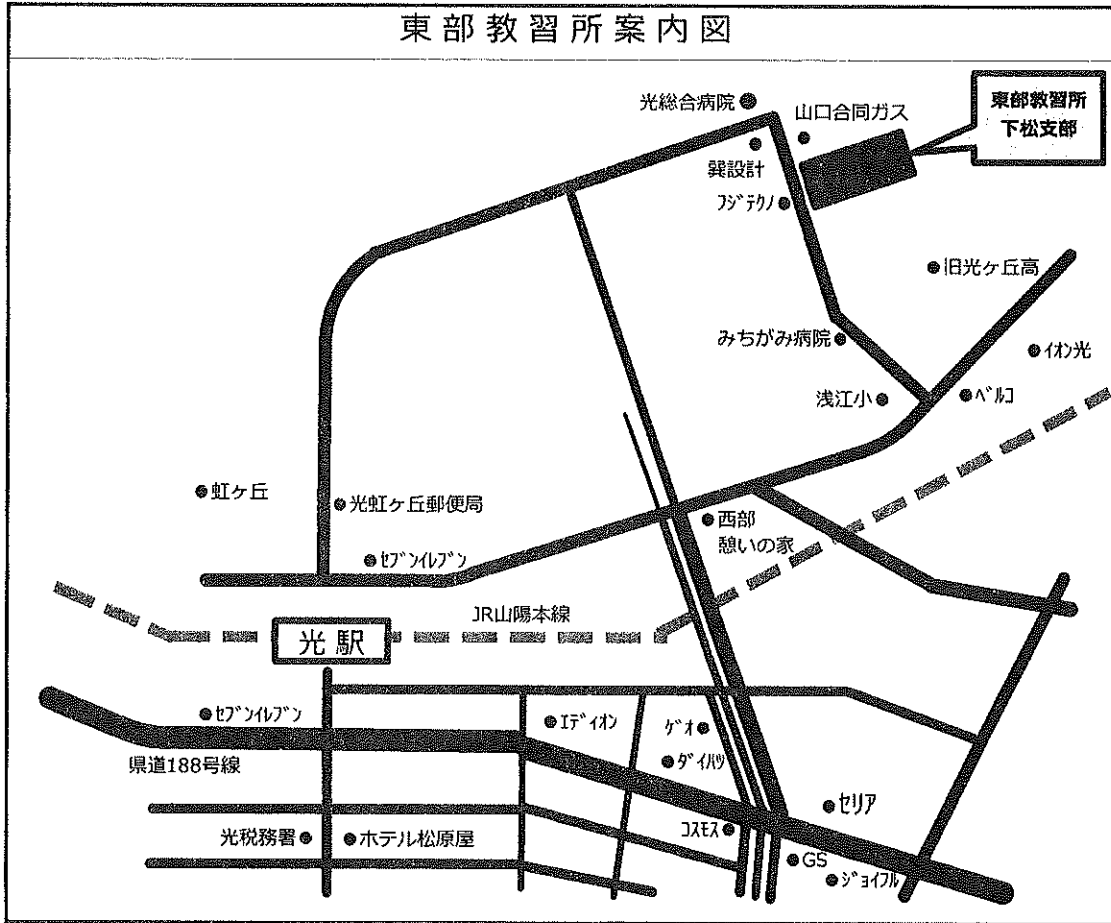 東部教習所案内図
光総合病院
山口合同ガス
東部教習所
下松支部
巽設計
フジテクノ
旧光ヶ丘高
みちがみ病院
イオン光
浅江小
ベルコ
虹ヶ丘
光虹ヶ丘郵便局
西部
憩いの家
セブンイレブン
JR山陽本線
光駅
セブンイレブン
エディオン
ゲオ
県道188号線
ダイハツ
セリア
コスモス
光税務署
ホテル松原屋
GS
ジョイフル